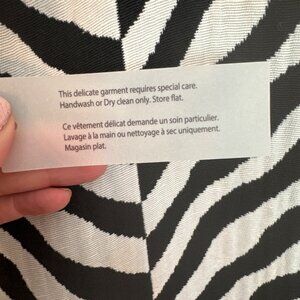 This delicate garment requires special care.
Handwash or Dry clean only. Store flat.
Ce vêtement délicat demande un soin particulier.
Lavage à la main ou nettoyage à sec uniquement.
Magasin plat.